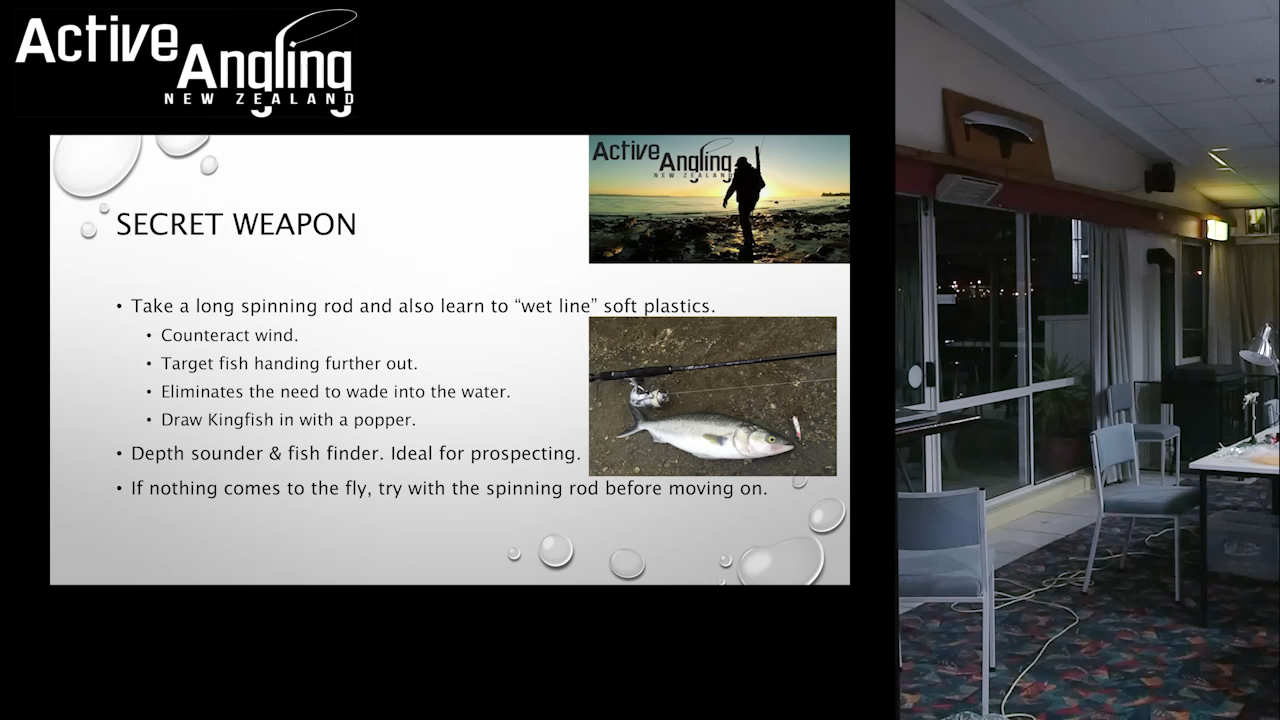 Active
Angling
NEW ZEALAND
Active Angling
NEW ZEALAND
SECRET WEAPON
• Take a long spinning rod and also learn to “wet line” soft plastics.
• Counteract wind.
• Target fish handing further out.
• Eliminates the need to wade into the water.
• Draw Kingfish in with a popper.
• Depth sounder & fish finder. Ideal for prospecting.
• If nothing comes to the fly, try with the spinning rod before moving on.